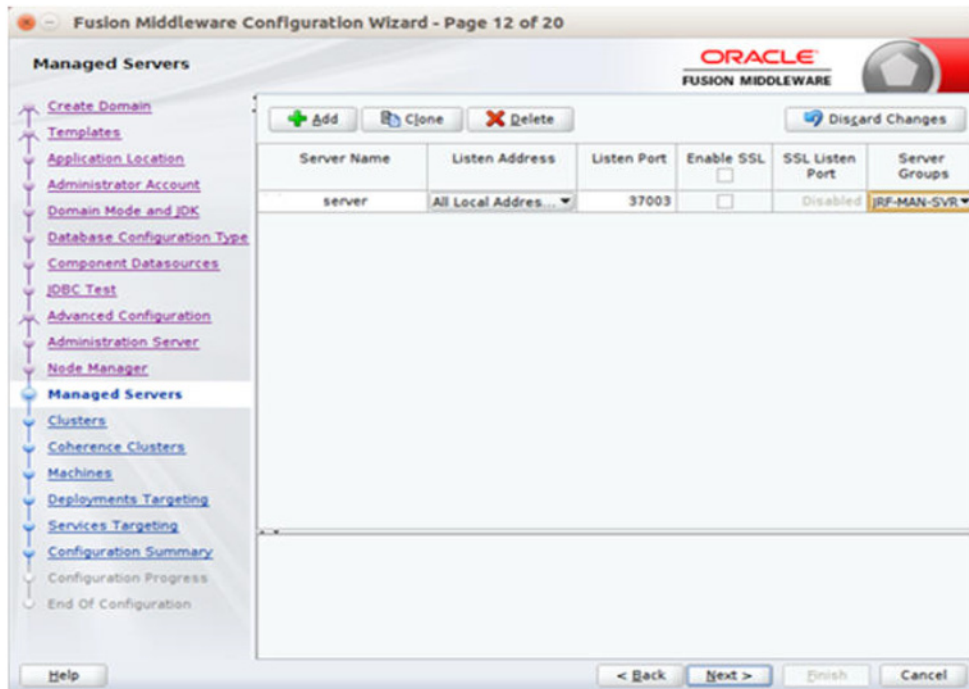 Fusion Middleware Configuration Wizard - Page 12 of 20
Managed Servers
ORACLE
FUSION MIDDLEWARE
Create Domain
Templates
Application Location
Administrator Account
Domain Mode and JDK
Database Configuration Type
Component Datasources
JDBC Test
Advanced Configuration
Administration Server
Node Manager
Managed Servers
Clusters
Coherence Clusters
Machines
Deployments Targeting
Services Targeting
Configuration Summary
Configuration Progress
End Of Configuration
Add Clone Delete Discard Changes
Server Name Listen Address Listen Port Enable SSL SSL Listen Port Server Groups
server All Local Addres... 37003 Disabled JRF-MAN-SVR
Help < Back Next > Finish Cancel